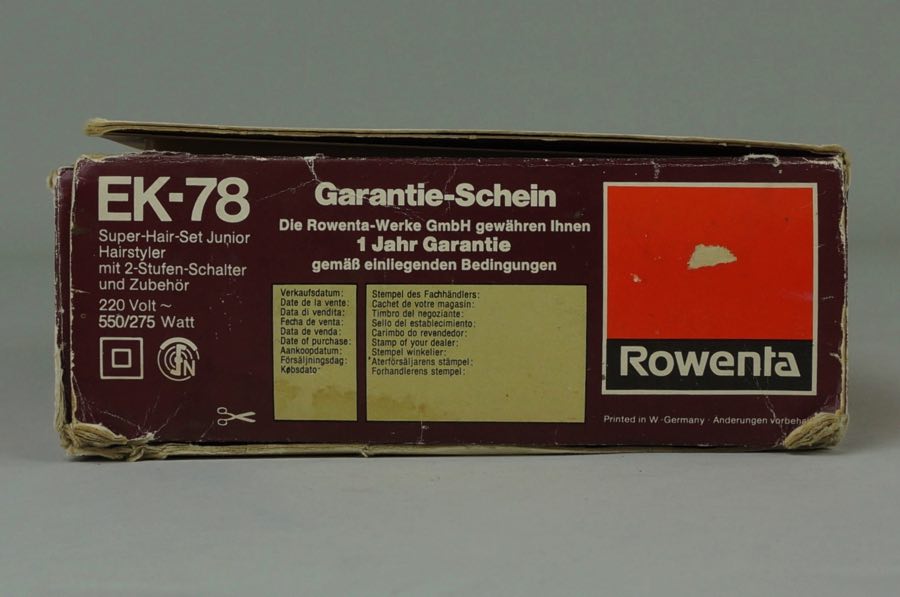 EK-78
Super-Hair-Set Junior
Hairstyler
mit 2-Stufen-Schalter
und Zubehör
220 Volt ~
550/275 Watt
Garantie-Schein
Die Rowenta-Werke GmbH gewähren Ihnen
1 Jahr Garantie
gemäß einliegenden Bedingungen
Verkaufsdatum:
Date de la vente:
Data di vendita:
Fecha de venta:
Data de venda:
Date of purchase:
Aankoopdatum:
Försäljningsdag:
Købsdato
Stempel des Fachhändlers:
Cachet de votre magasin:
Timbro del negoziante:
Sello del establecimiento:
Carimbo do revendedor:
Stamp of your dealer:
Stempel winkelier:
Återförsäljarens stämpel:
Forhandlerens stempel:
Rowenta
Printed in W-Germany · Änderungen